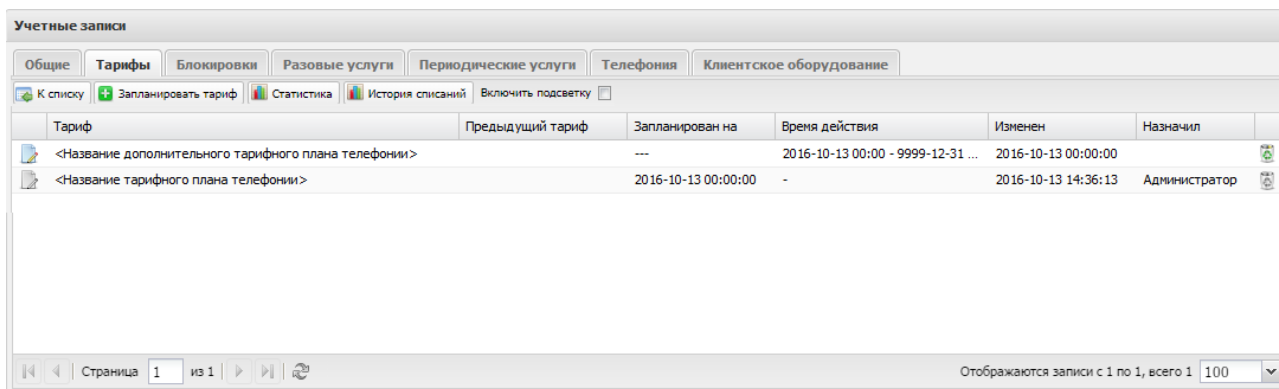 Учетные записи
Общие Тарифы Блокировки Разовые услуги Периодические услуги Телефония Клиентское оборудование
К списку Запланировать тариф Статистика История списаний Включить подсветку
Тариф Предыдущий тариф Запланирован на Время действия Изменен Назначил
<Название дополнительного тарифного плана телефонии> --- 2016-10-13 00:00 - 9999-12-31 ... 2016-10-13 00:00:00
<Название тарифного плана телефонии> 2016-10-13 00:00:00 - 2016-10-13 14:36:13 Администратор
Страница 1 из 1 Отображаются записи с 1 по 1, всего 1 100